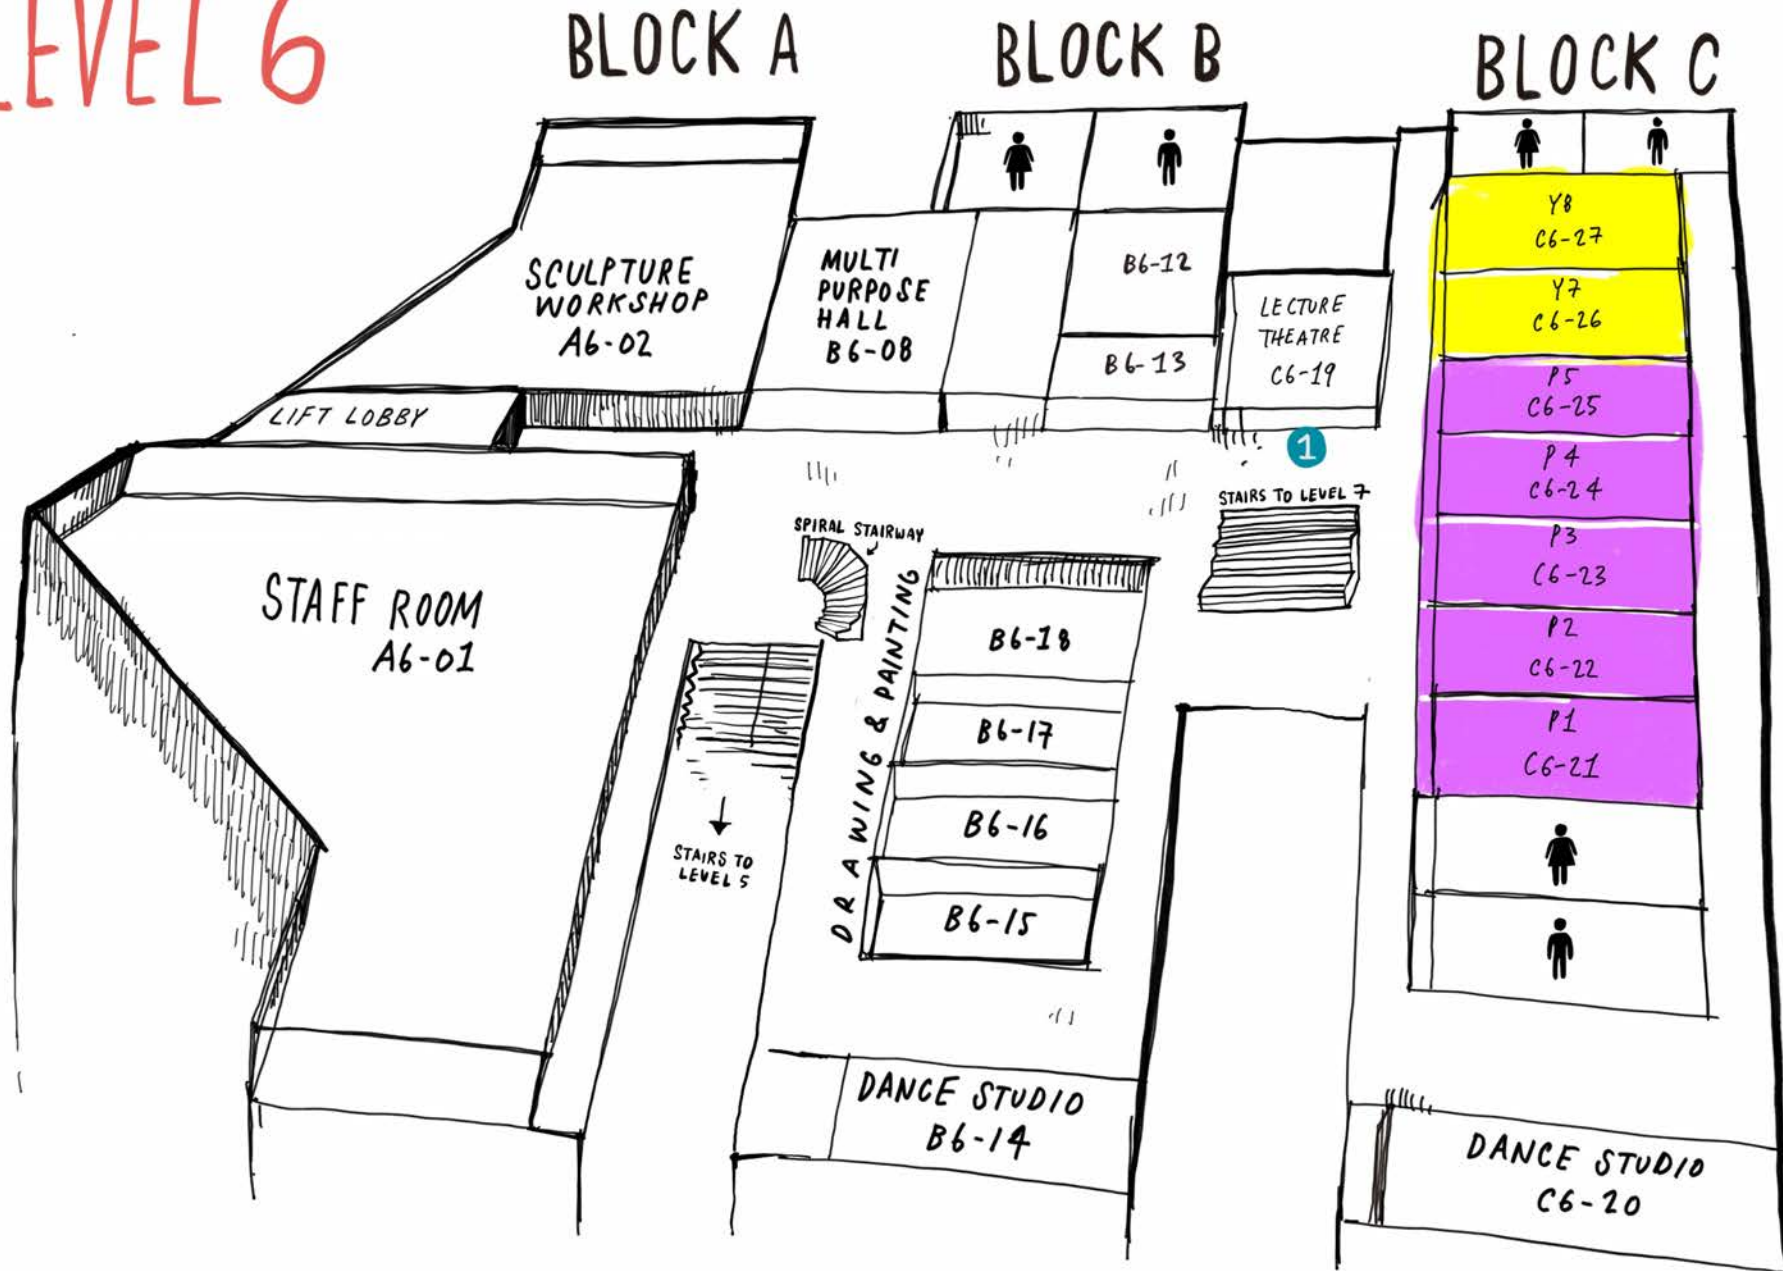 LEVEL 6
BLOCK A
BLOCK B
BLOCK C
SCULPTURE
WORKSHOP
A6-02
LIFT LOBBY
MULTI
PURPOSE
HALL
B6-08
B6-12
B6-13
LECTURE
THEATRE
C6-19
1
STAIRS TO LEVEL 7
SPIRAL STAIRWAY
STAFF ROOM
A6-01
STAIRS TO
LEVEL 5
DRAWING & PAINTING
B6-18
B6-17
B6-16
B6-15
DANCE STUDIO
B6-14
Y8
C6-27
Y7
C6-26
P5
C6-25
P4
C6-24
P3
C6-23
P2
C6-22
P1
C6-21
DANCE STUDIO
C6-20